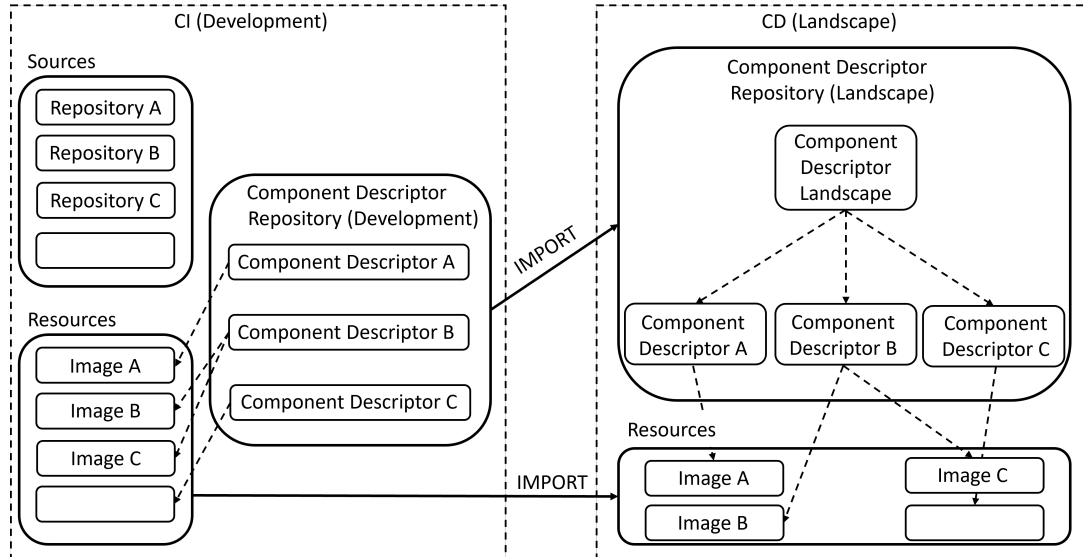 CI (Development)
Sources
Repository A
Repository B
Repository C
Component Descriptor
Repository (Development)
Component Descriptor A
Component Descriptor B
Component Descriptor C
Resources
Image A
Image B
Image C
IMPORT
IMPORT
CD (Landscape)
Component Descriptor
Repository (Landscape)
Component
Descriptor
Landscape
Component
Descriptor A
Component
Descriptor B
Component
Descriptor C
Resources
Image A
Image B
Image C